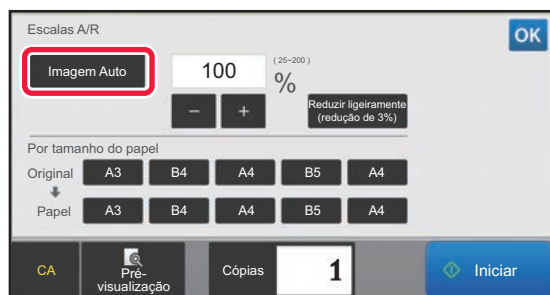 Escalas A/R
OK
Imagem Auto
100
(25~200)
%
-
+
Reduzir ligeiramente
(redução de 3%)
Por tamanho do papel
Original A3 B4 A4 B5 A4
Papel A3 B4 A4 B5 A4
CA
Pré-
visualização
Cópias
1
Iniciar